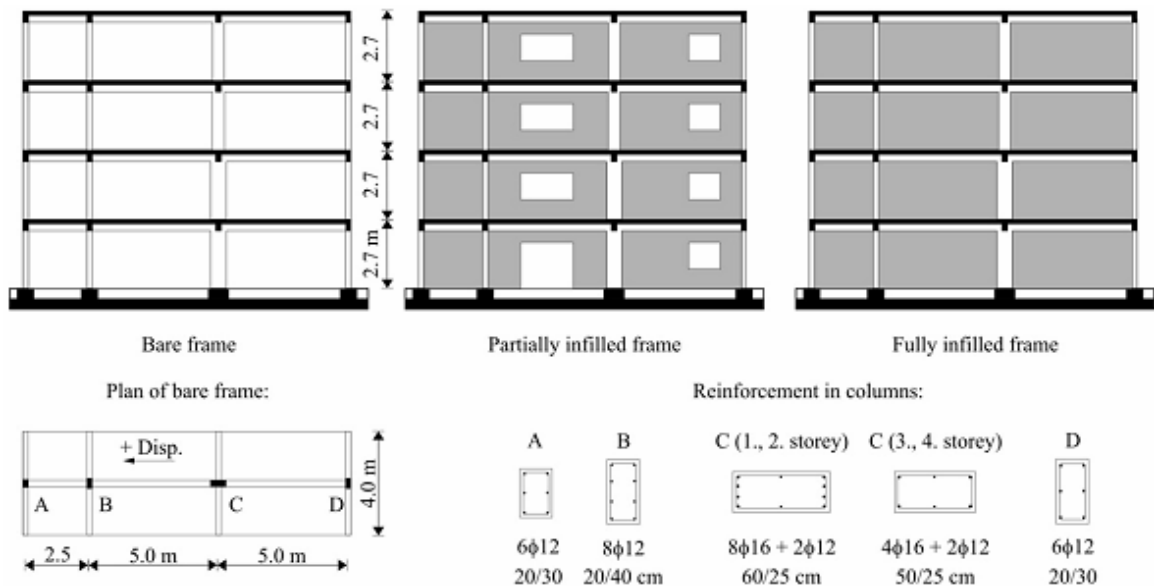 2.7
2.7
2.7
2.7 m
Bare frame
Partially infilled frame
Fully infilled frame
Plan of bare frame:
Reinforcement in columns:
+ Disp.
A
B
C
D
4.0 m
2.5
5.0 m
5.0 m
A
B
C (1., 2. storey)
C (3., 4. storey)
D
6ϕ12
8ϕ12
8ϕ16 + 2ϕ12
4ϕ16 + 2ϕ12
6ϕ12
20/30
20/40 cm
60/25 cm
50/25 cm
20/30